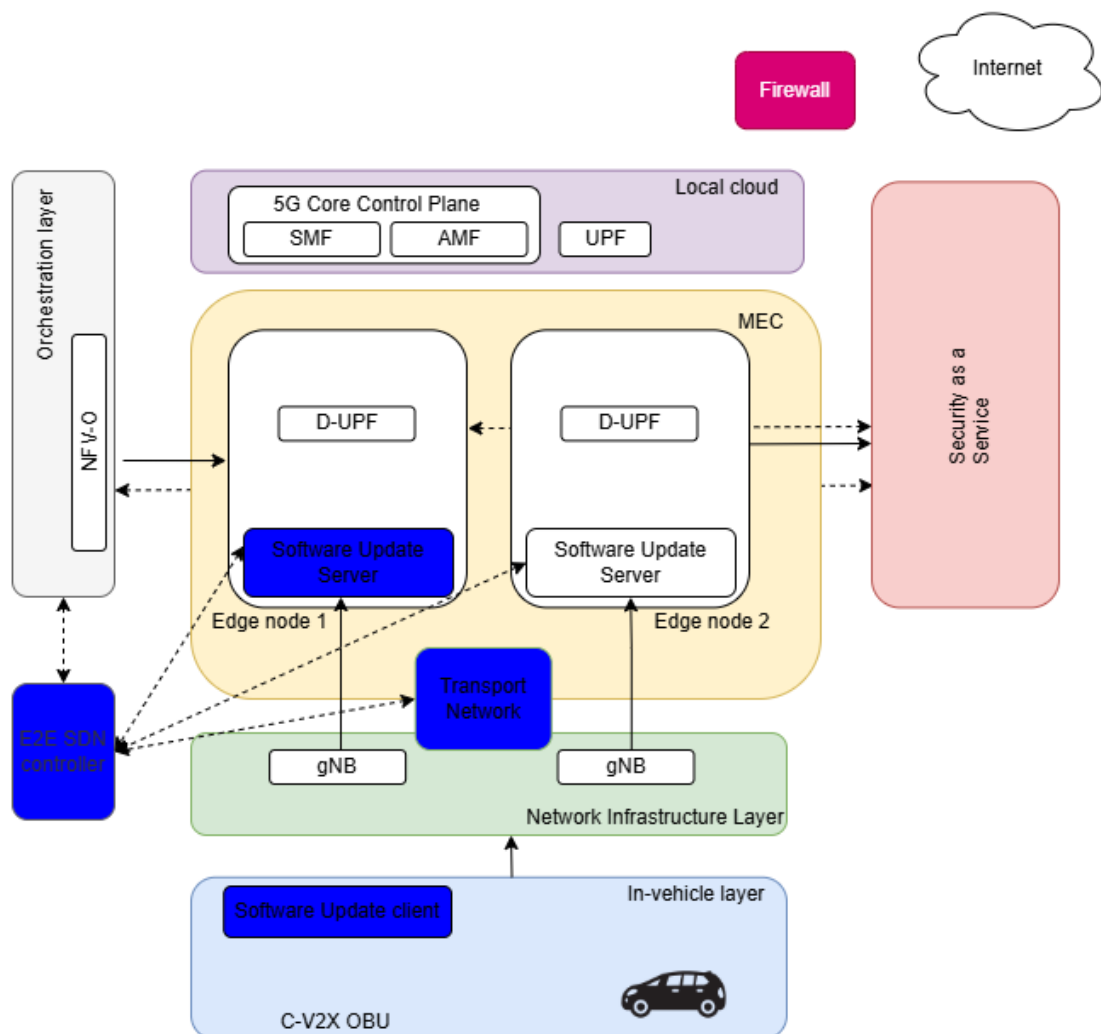 Internet
Firewall
Local cloud
5G Core Control Plane
SMF
AMF
UPF
Orchestration layer
NFV-O
MEC
D-UPF
D-UPF
Security as a
Service
Software Update
Server
Software Update
Server
Edge node 1
Edge node 2
Transport
Network
E2E SDN
controller
gNB
gNB
Network Infrastructure Layer
Software Update client
In-vehicle layer
C-V2X OBU